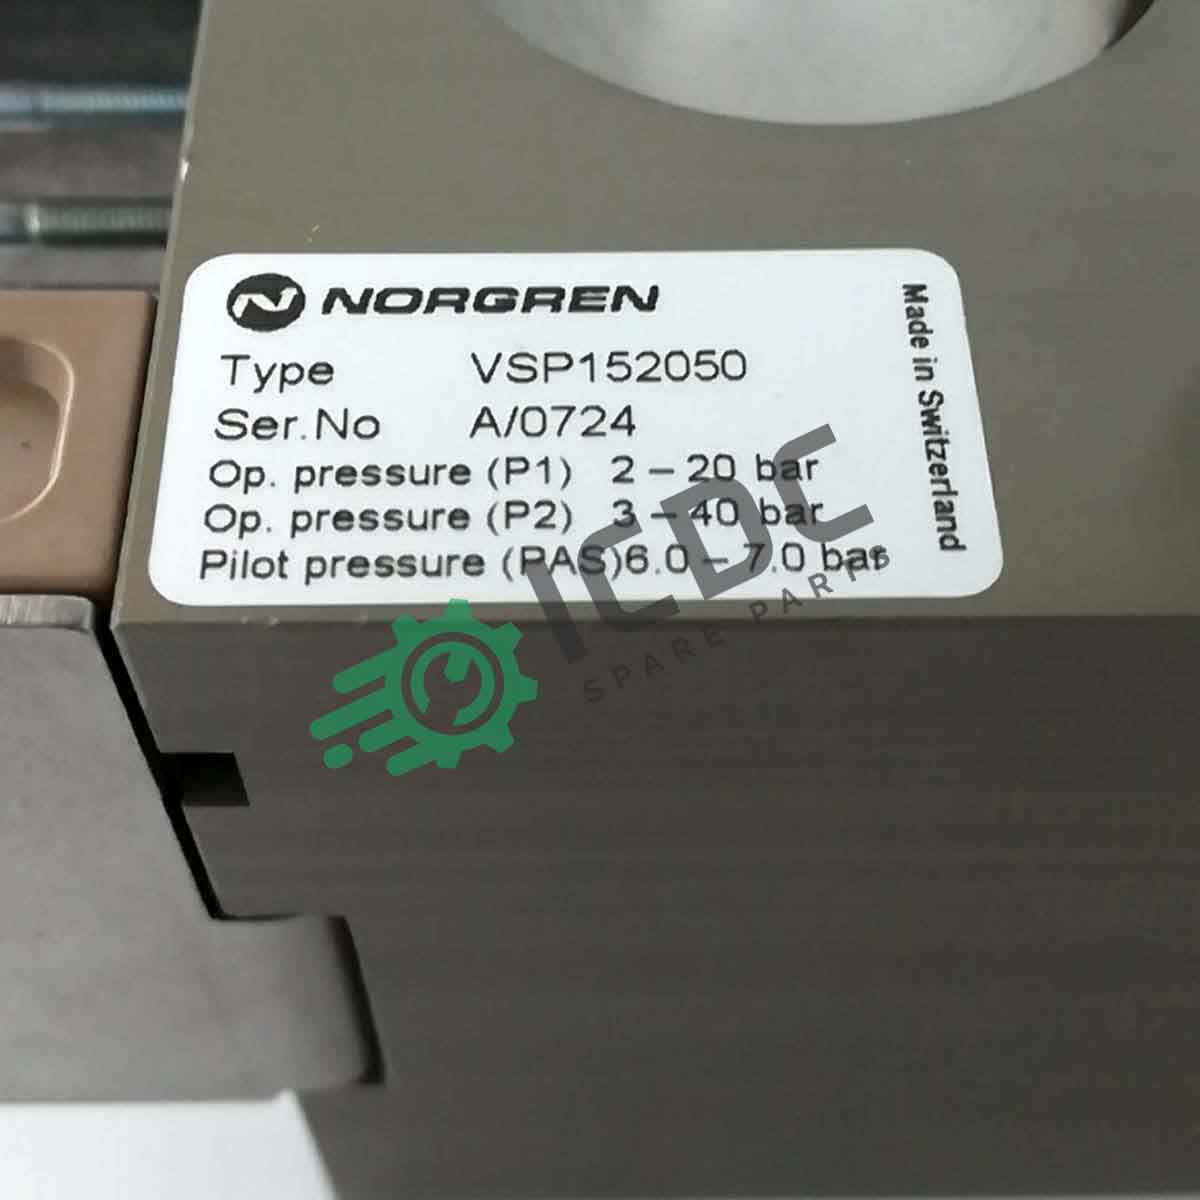 NORGREN
Type VSP152050
Ser.No A/0724
Op. pressure (P1) 2 – 20 bar
Op. pressure (P2) 3 – 40 bar
Pilot pressure (PAS)6.0 – 7.0 bar
Made in Switzerland
ICDC
SPARE PARTS